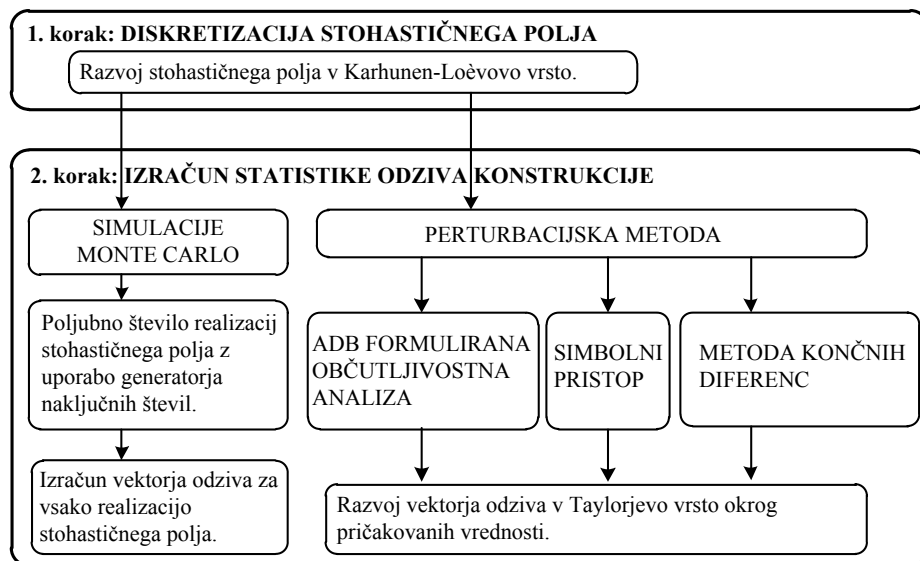 1. korak: DISKRETIZACIJA STOHASTIČNEGA POLJA
Razvoj stohastičnega polja v Karhunen-Loèvovo vrsto.
2. korak: IZRAČUN STATISTIKE ODZIVA KONSTRUKCIJE
SIMULACIJE
MONTE CARLO
PERTURBACIJSKA METODA
Poljubno število realizacij
stohastičnega polja z
uporabo generatorja
naključnih števil.
ADB FORMULIRANA
OBČUTLJIVOSTNA
ANALIZA
SIMBOLNI
PRISTOP
METODA KONČNIH
DIFERENC
Izračun vektorja odziva za
vsako realizacijo
stohastičnega polja.
Razvoj vektorja odziva v Taylorjevo vrsto okrog
pričakovanih vrednosti.